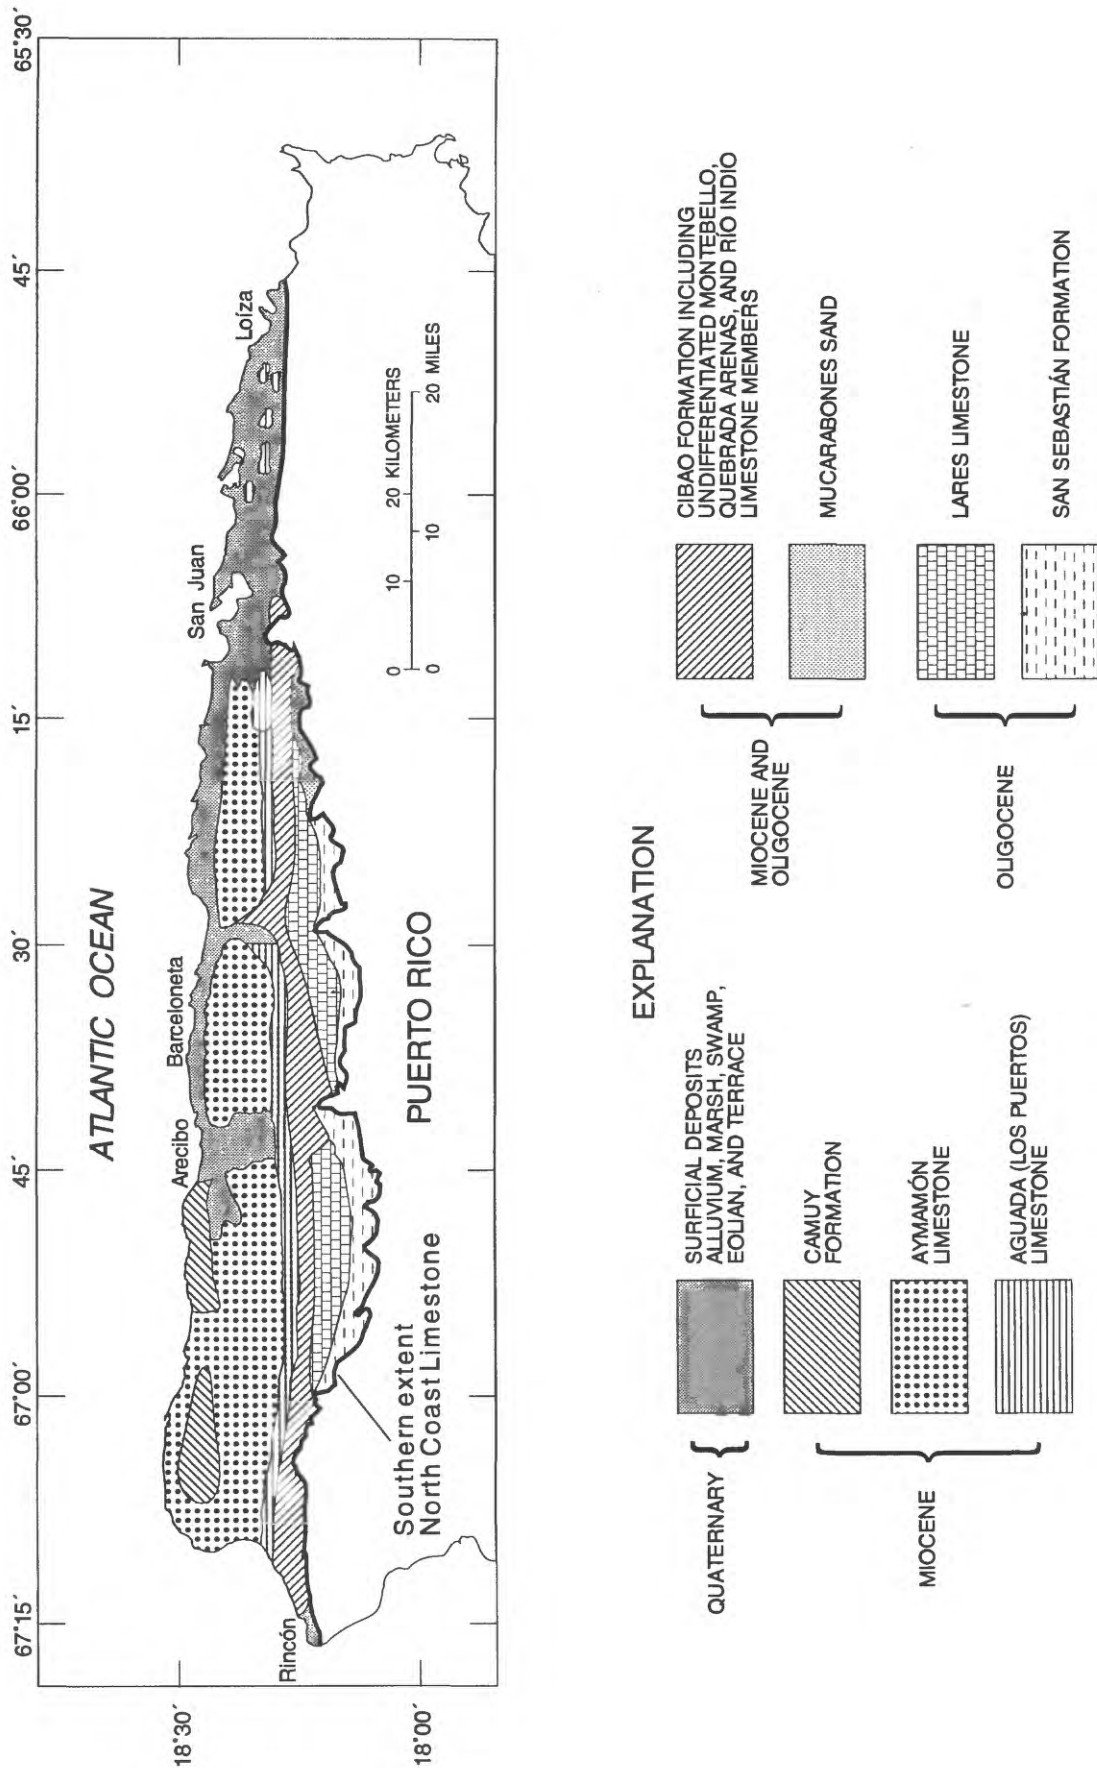 67°15´
67°00´
45´
30´
15´
66°00´
45´
65°30´
18°30´
18°00´
ATLANTIC OCEAN
Rincón
Arecibo
Barceloneta
San Juan
Loíza
Southern extent
North Coast Limestone
PUERTO RICO
0 10 20 KILOMETERS
0 10 20 MILES
EXPLANATION
QUATERNARY
SURFICIAL DEPOSITS
ALLUVIUM, MARSH, SWAMP,
EOLIAN, AND TERRACE
MIOCENE
CAMUY
FORMATION
AYMAMÓN
LIMESTONE
AGUADA (LOS PUERTOS)
LIMESTONE
MIOCENE AND
OLIGOCENE
CIBAO FORMATION INCLUDING
UNDIFFERENTIATED MONTEBELLO,
QUEBRADA ARENAS, AND RÍO INDIO
LIMESTONE MEMBERS
MUCARABONES SAND
OLIGOCENE
LARES LIMESTONE
SAN SEBASTIÁN FORMATION